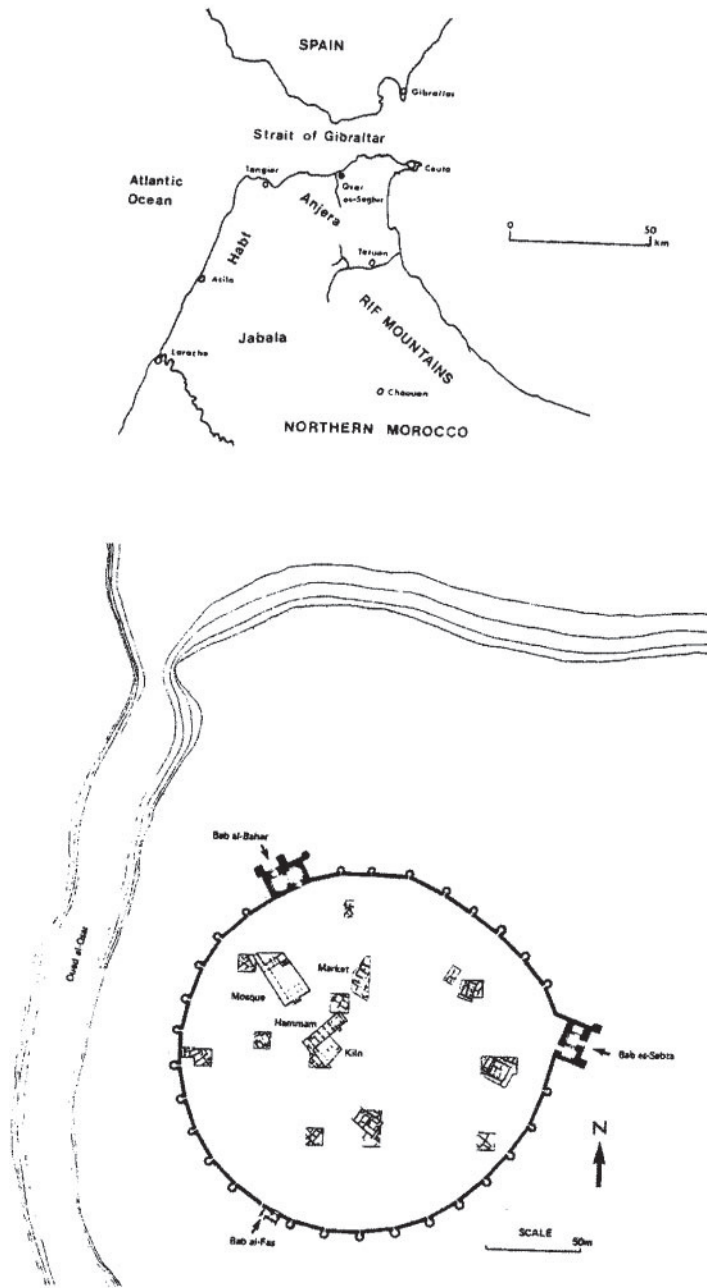 SPAIN
Gibraltar
Strait of Gibraltar
Atlantic
Ocean
Tangier
Qsar
es-Seghir
Ceuta
Anjera
0 50
km
Habt
Tetuan
Asila
RIF MOUNTAINS
Jabala
Larache
Chaouen
NORTHERN MOROCCO
Bab al-Bahar
Oued al-Qsar
Market
Mosque
Hammam
Kiln
Bab es-Sebta
N
Bab al-Fas
SCALE
50m